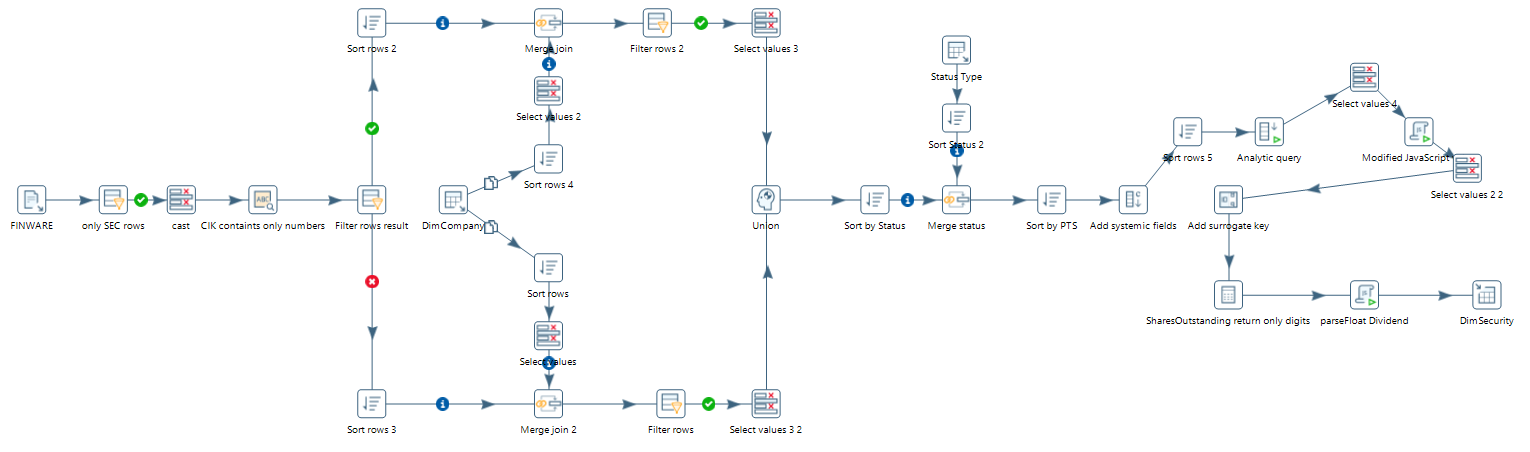 Sort rows 2
Merge join
Filter rows 2
Select values 3
Status Type
Select values 4
Select values 2
Sort Status 2
Sort rows 5
Analytic query
Modified JavaScript
Sort rows 4
Select values 2 2
FINWARE
only SEC rows
cast
CIK containts only numbers
Filter rows result
DimCompany
Union
Sort by Status
Merge status
Sort by PTS
Add systemic fields
Add surrogate key
Sort rows
SharesOutstanding return only digits
parseFloat Dividend
DimSecurity
Select values
Sort rows 3
Merge join 2
Filter rows
Select values 3 2